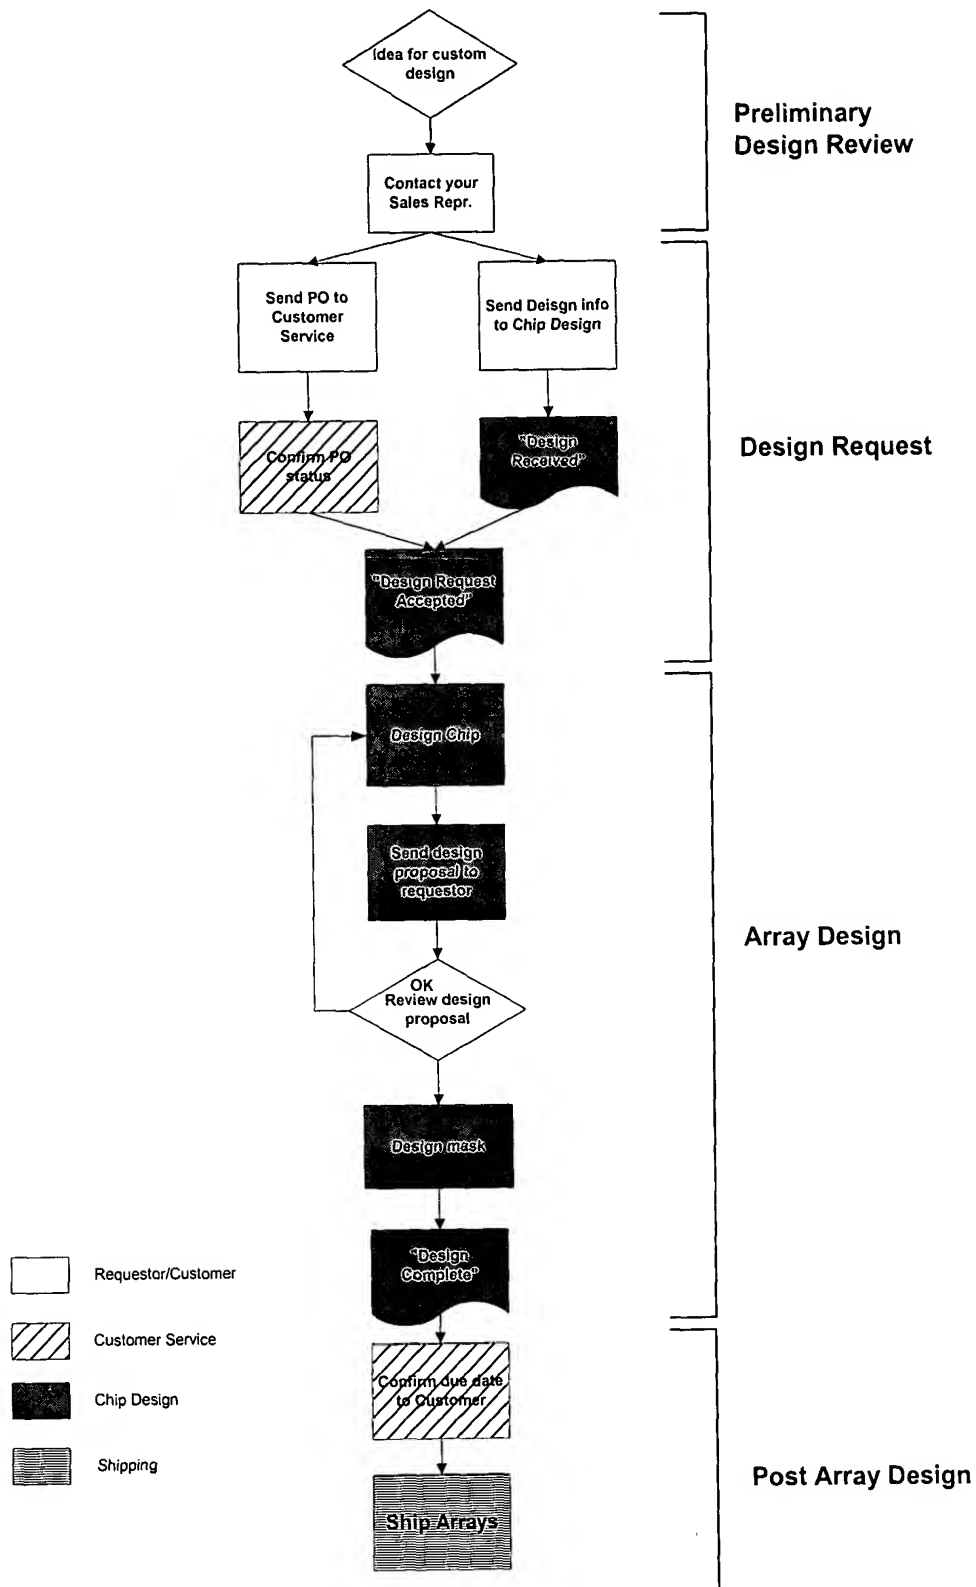 Idea for custom
design
Preliminary
Design Review
Contact your
Sales Repr.
Send PO to
Customer
Service
Send Deisgn info
to Chip Design
Confirm PO
status
"Design
Received"
Design Request
"Design Request
Accepted"
Design Chip
Send design
proposal to
requestor
Array Design
OK
Review design
proposal
Design mask
"Design
Complete"
Requestor/Customer
Customer Service
Chip Design
Shipping
Confirm due date
to Customer
Post Array Design
Ship Arrays